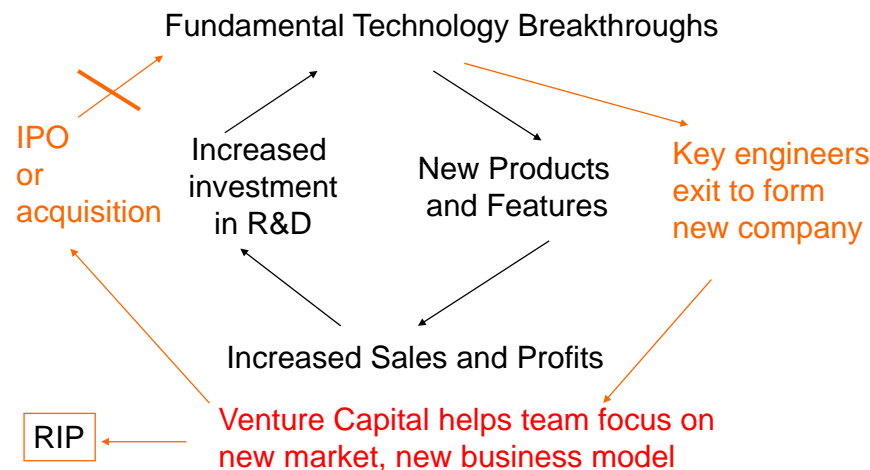 Fundamental Technology Breakthroughs
IPO
or
acquisition
Increased
investment
in R&D
New Products
and Features
Key engineers
exit to form
new company
Increased Sales and Profits
RIP
Venture Capital helps team focus on
new market, new business model